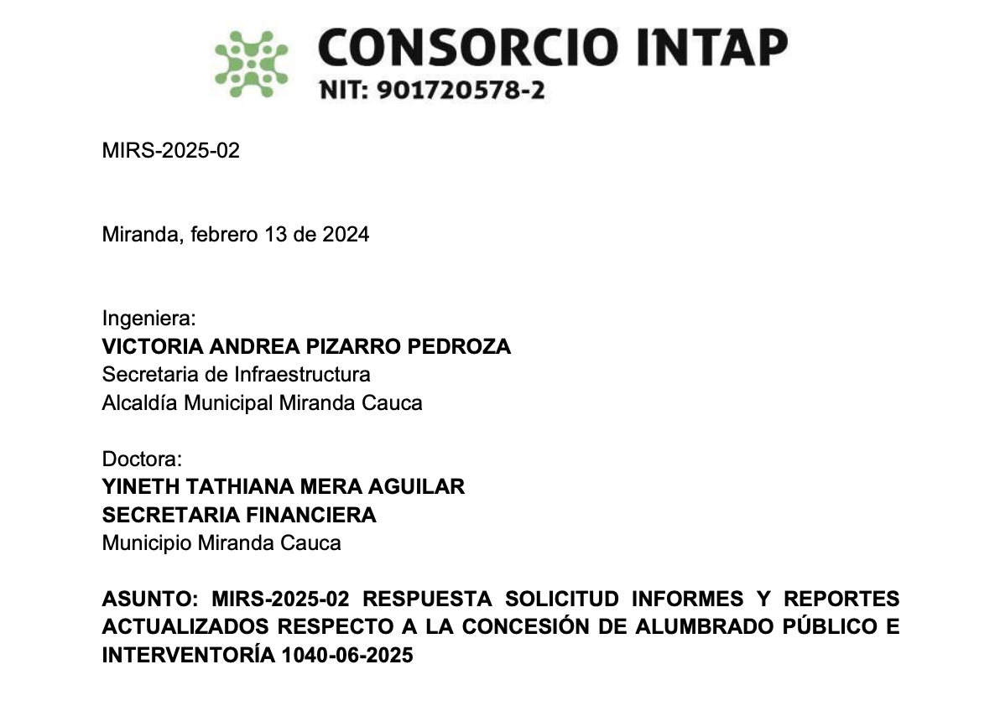 CONSORCIO INTAP
NIT: 901720578-2
MIRS-2025-02
Miranda, febrero 13 de 2024
Ingeniera:
VICTORIA ANDREA PIZARRO PEDROZA
Secretaria de Infraestructura
Alcaldía Municipal Miranda Cauca
Doctora:
YINETH TATHIANA MERA AGUILAR
SECRETARIA FINANCIERA
Municipio Miranda Cauca
ASUNTO: MIRS-2025-02 RESPUESTA SOLICITUD INFORMES Y REPORTES
ACTUALIZADOS RESPECTO A LA CONCESIÓN DE ALUMBRADO PÚBLICO E
INTERVENTORÍA 1040-06-2025